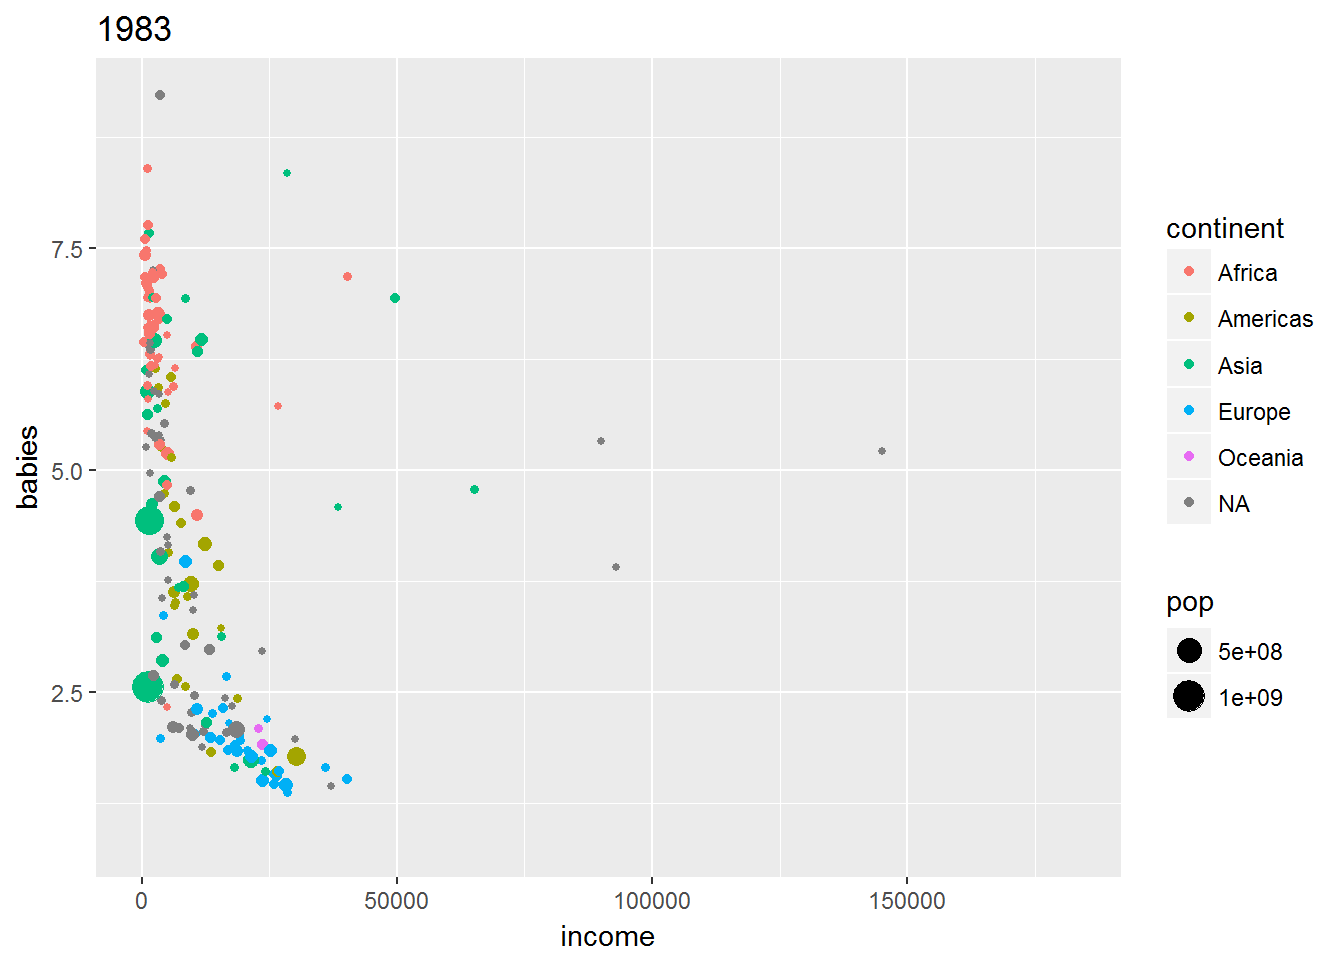 1983
babies
7.5
5.0
2.5
0
50000
100000
150000
income
continent
Africa
Americas
Asia
Europe
Oceania
NA
pop
5e+08
1e+09